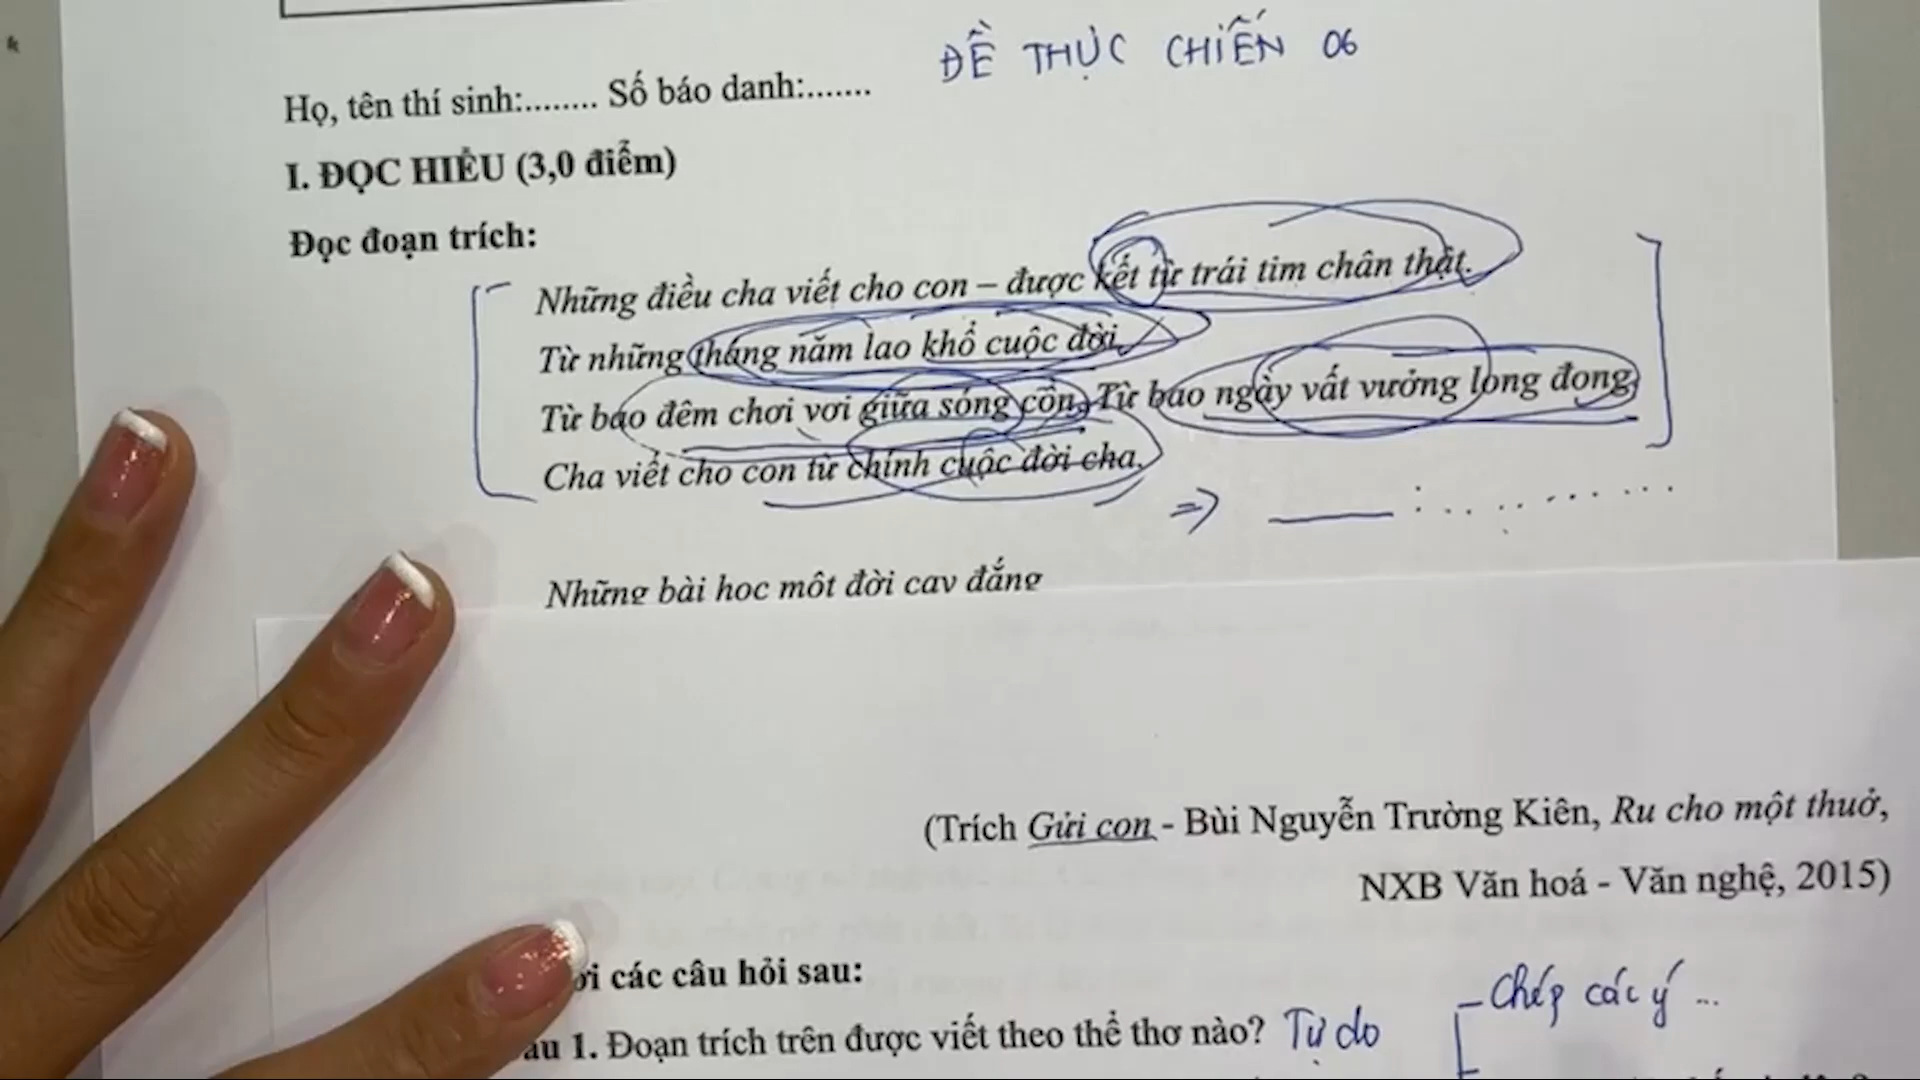 ĐỀ THỰC CHIẾN 06
Họ, tên thí sinh:........ Số báo danh:.......
I. ĐỌC HIỂU (3,0 điểm)
Đọc đoạn trích:
Những điều cha viết cho con – được kết từ trái tim chân thật.
Từ những tháng năm lao khổ cuộc đời,
Từ bao đêm chơi vơi giữa sóng cồn, Từ bao ngày vất vưởng long đong,
Cha viết cho con từ chính cuộc đời cha.
Những bài học một đời cay đắng
(Trích Gửi con - Bùi Nguyễn Trường Kiên, Ru cho một thuở,
NXB Văn hoá - Văn nghệ, 2015)
các câu hỏi sau:
- Chép các ý ...
1. Đoạn trích trên được viết theo thể thơ nào? Tự do